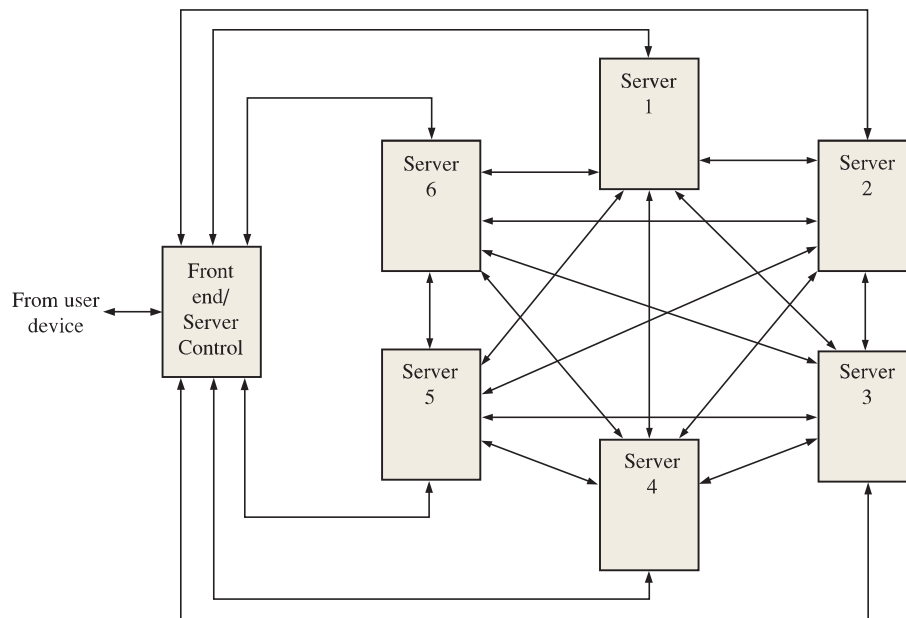 Server
1
Server
6
Server
2
Front
end/
Server
Control
From user
device
Server
5
Server
3
Server
4